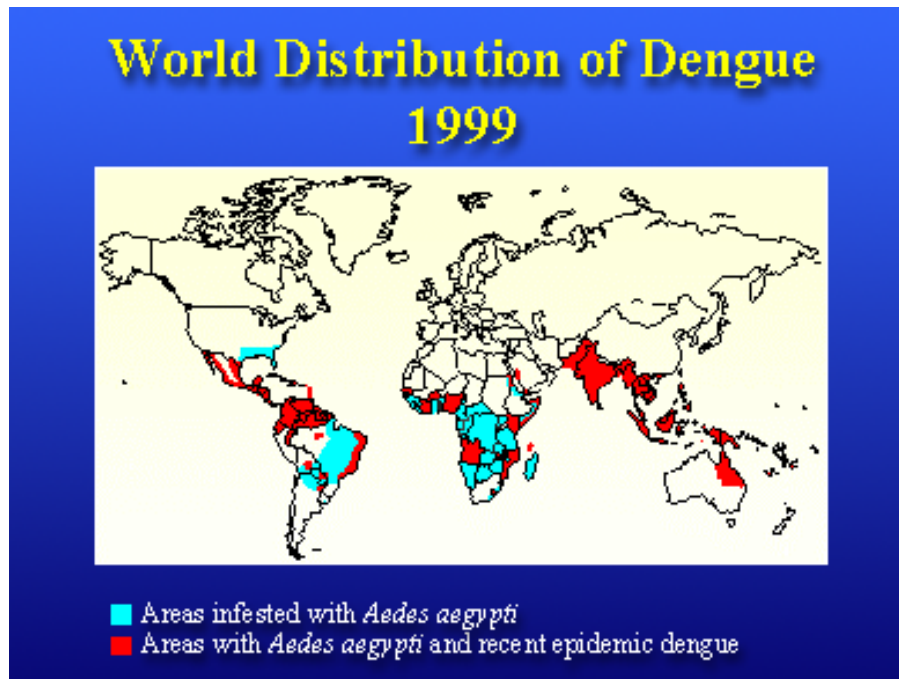 World Distribution of Dengue
1999
Areas infested with Aedes aegypti
Areas with Aedes aegypti and recent epidemic dengue